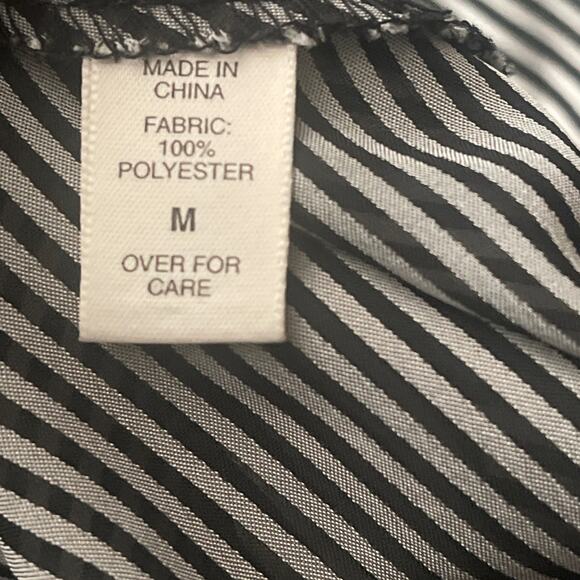 MADE IN
CHINA
FABRIC:
100%
POLYESTER
M
OVER FOR
CARE